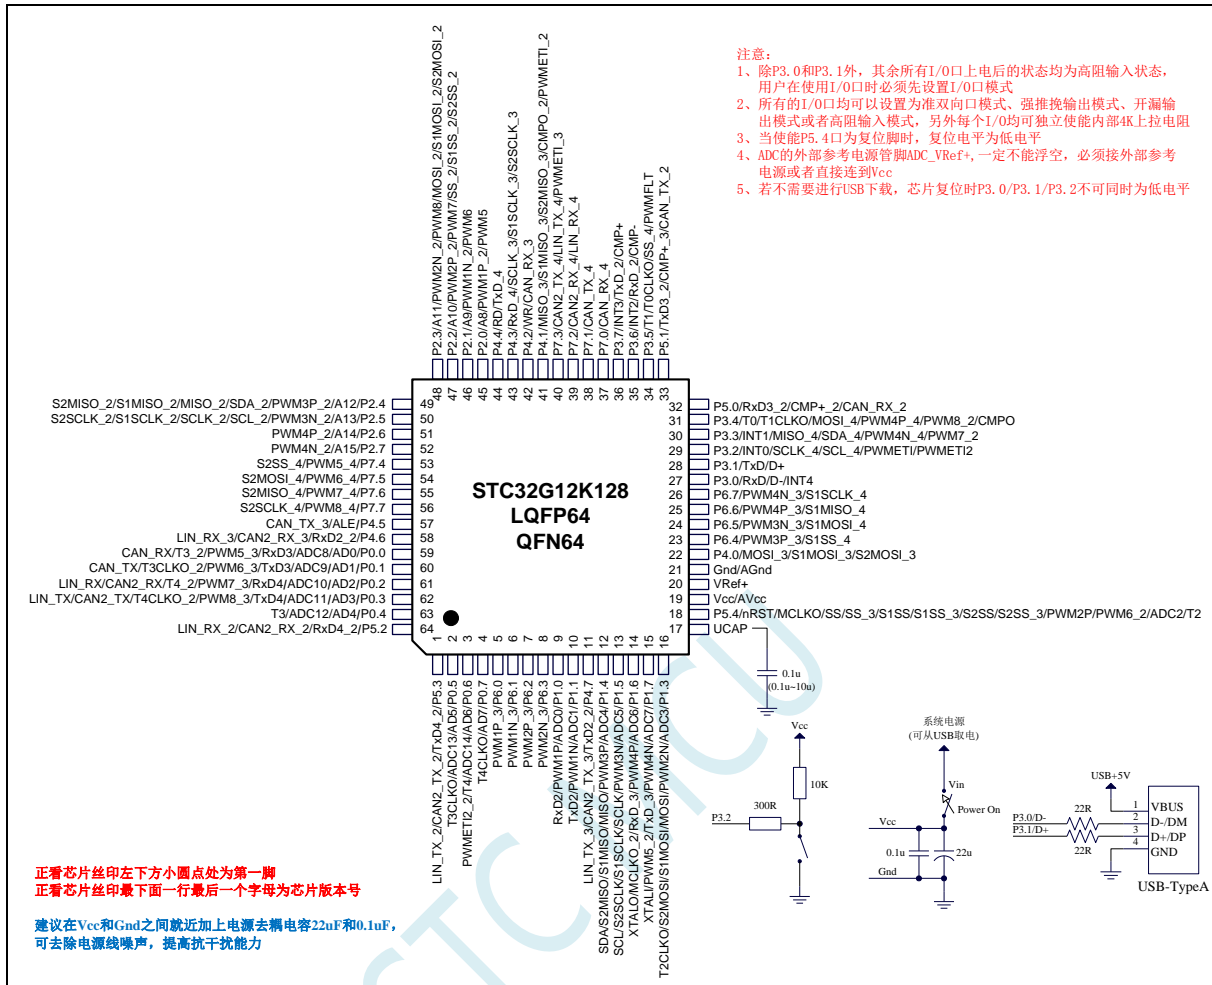 注意：
1、除P3.0和P3.1外，其余所有I/O口上电后的状态均为高阻输入状态，
用户在使用I/O口时必须先设置I/O口模式
2、所有的I/O口均可以设置为准双向口模式、强推挽输出模式、开漏输
出模式或者高阻输入模式，另外每个I/O均可独立使能内部4K上拉电阻
3、当使能P5.4口为复位脚时，复位电平为低电平
4、ADC的外部参考电源管脚ADC_VRef+,一定不能浮空，必须接外部参考
电源或者直接连到Vcc
5、若不需要进行USB下载，芯片复位时P3.0/P3.1/P3.2不可同时为低电平
P2.3/A11/PWM2N_2/PWM8/MOSI_2/S1MOSI_2/S2MOSI_2
P2.2/A10/PWM2P_2/PWM7/SS_2/S1SS_2/S2SS_2
P2.1/A9/PWM1N_2/PWM6
P2.0/A8/PWM1P_2/PWM5
P4.4/RD/TxD_4
P4.3/RxD_4/SCLK_3/S1SCLK_3/S2SCLK_3
P4.2/WR/CAN_RX_3
P4.1/MISO_3/S1MISO_3/S2MISO_3/CMPO_2/PWMETI_2
P7.3/CAN2_TX_4/LIN_TX_4/PWMETI_3
P7.2/CAN2_RX_4/LIN_RX_4
P7.1/CAN_TX_4
P7.0/CAN_RX_4
P3.7/INT3/TxD_2/CMP+
P3.6/INT2/RxD_2/CMP-
P3.5/T1/T0CLKO/SS_4/PWMFLT
P5.1/TxD3_2/CMP+_3/CAN_TX_2
48 47 46 45 44 43 42 41 40 39 38 37 36 35 34 33
S2MISO_2/S1MISO_2/MISO_2/SDA_2/PWM3P_2/A12/P2.4 49
S2SCLK_2/S1SCLK_2/SCLK_2/SCL_2/PWM3N_2/A13/P2.5 50
PWM4P_2/A14/P2.6 51
PWM4N_2/A15/P2.7 52
S2SS_4/PWM5_4/P7.4 53
S2MOSI_4/PWM6_4/P7.5 54
S2MISO_4/PWM7_4/P7.6 55
S2SCLK_4/PWM8_4/P7.7 56
CAN_TX_3/ALE/P4.5 57
LIN_RX_3/CAN2_RX_3/RxD2_2/P4.6 58
CAN_RX/T3_2/PWM5_3/RxD3/ADC8/AD0/P0.0 59
CAN_TX/T3CLKO_2/PWM6_3/TxD3/ADC9/AD1/P0.1 60
LIN_RX/CAN2_RX/T4_2/PWM7_3/RxD4/ADC10/AD2/P0.2 61
LIN_TX/CAN2_TX/T4CLKO_2/PWM8_3/TxD4/ADC11/AD3/P0.3 62
T3/ADC12/AD4/P0.4 63
LIN_RX_2/CAN2_RX_2/RxD4_2/P5.2 64
STC32G12K128
LQFP64
QFN64
32 P5.0/RxD3_2/CMP+_2/CAN_RX_2
31 P3.4/T0/T1CLKO/MOSI_4/PWM4P_4/PWM8_2/CMPO
30 P3.3/INT1/MISO_4/SDA_4/PWM4N_4/PWM7_2
29 P3.2/INT0/SCLK_4/SCL_4/PWMETI/PWMETI2
28 P3.1/TxD/D+
27 P3.0/RxD/D-/INT4
26 P6.7/PWM4N_3/S1SCLK_4
25 P6.6/PWM4P_3/S1MISO_4
24 P6.5/PWM3N_3/S1MOSI_4
23 P6.4/PWM3P_3/S1SS_4
22 P4.0/MOSI_3/S1MOSI_3/S2MOSI_3
21 Gnd/AGnd
20 VRef+
19 Vcc/AVcc
18 P5.4/nRST/MCLKO/SS/SS_3/S1SS/S1SS_3/S2SS/S2SS_3/PWM2P/PWM6_2/ADC2/T2
17 UCAP
1 2 3 4 5 6 7 8 9 10 11 12 13 14 15 16
LIN_TX_2/CAN2_TX_2/TxD4_2/P5.3
T3CLKO/ADC13/AD5/P0.5
PWMETI2_2/T4/ADC14/AD6/P0.6
T4CLKO/AD7/P0.7
PWM1P_3/P6.0
PWM1N_3/P6.1
PWM2P_3/P6.2
PWM2N_3/P6.3
RxD2/PWM1P/ADC0/P1.0
TxD2/PWM1N/ADC1/P1.1
LIN_TX_3/CAN2_TX_3/TxD2_2/P4.7
SDA/S2MISO/S1MISO/MISO/PWM3P/ADC4/P1.4
SCL/S2SCLK/S1SCLK/SCLK/PWM3N/ADC5/P1.5
XTALO/MCLKO_2/RxD_3/PWM4P/ADC6/P1.6
XTALI/PWM5_2/TxD_3/PWM4N/ADC7/P1.7
T2CLKO/S2MOSI/S1MOSI/MOSI/PWM2N/ADC3/P1.3
0.1u
(0.1u~10u)
Vcc
10K
P3.2
300R
系统电源
(可从USB取电)
Vin
Power On
Vcc
0.1u
22u
Gnd
USB+5V
P3.0/D-
P3.1/D+
22R
22R
1 VBUS
2 D-/DM
3 D+/DP
4 GND
USB-TypeA
正看芯片丝印左下方小圆点处为第一脚
正看芯片丝印最下面一行最后一个字母为芯片版本号
建议在Vcc和Gnd之间就近加上电源去耦电容22uF和0.1uF，
可去除电源线噪声，提高抗干扰能力
STC MCU